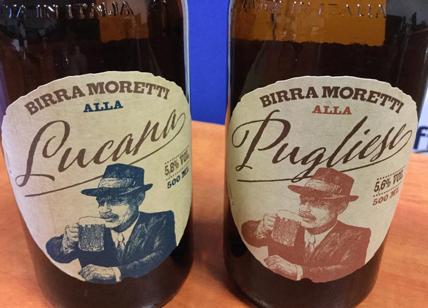 BIRRA MORETTI
ALLA
Lucana
5,8% VOL.
500 ML
BIRRA MORETTI
ALLA
Pugliese
5,6% VOL.
500 ML